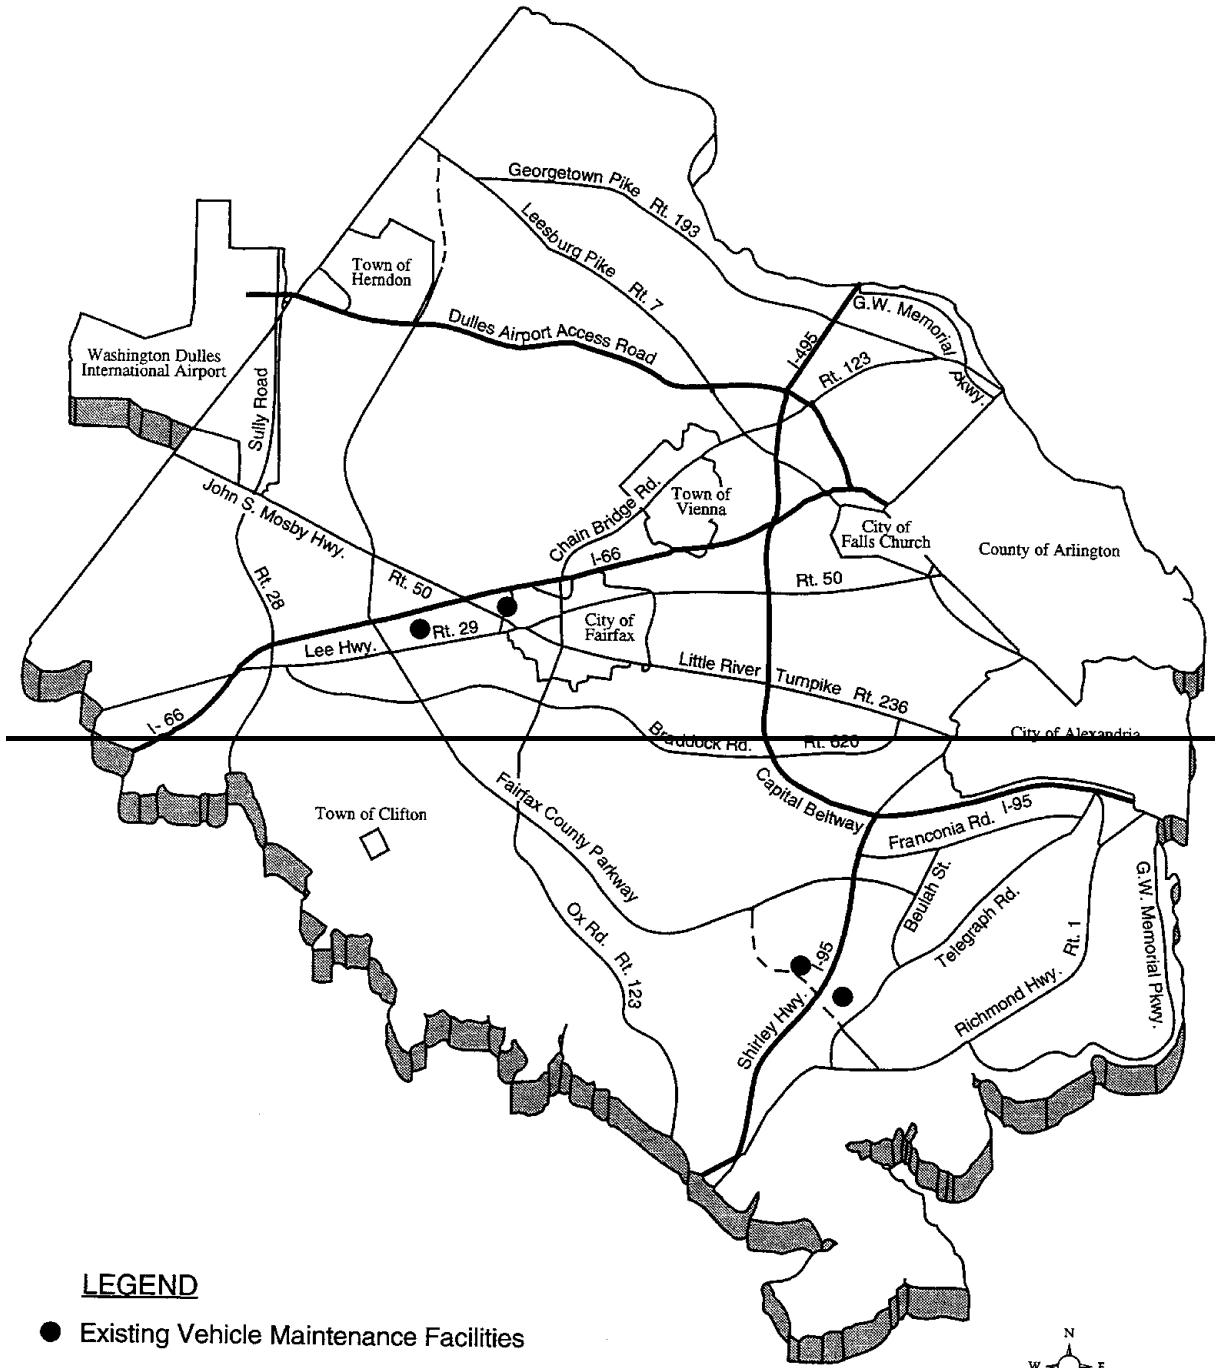 Georgetown Pike Rt. 193
Leesburg Pike Rt. 7
Town of
Herndon
G.W. Memorial Pkwy.
Dulles Airport Access Road
I-495
Washington Dulles
International Airport
Rt. 123
Sully Road
Chain Bridge Rd.
Town of
Vienna
John S. Mosby Hwy.
City of
Falls Church
County of Arlington
I-66
Rt. 50
Rt. 50
Rt. 28
City of
Fairfax
Rt. 29
Lee Hwy.
Little River Turnpike Rt. 236
I- 66
Braddock Rd. Rt. 620
City of Alexandria
Capital Beltway
I-95
Fairfax County Parkway
Town of Clifton
Franconia Rd.
Beulah St.
G.W. Memorial Pkwy.
Telegraph Rd.
Ox Rd. Rt. 123
Rt. 1
I-95
Richmond Hwy.
Shirley Hwy.
LEGEND
Existing Vehicle Maintenance Facilities
N
W E